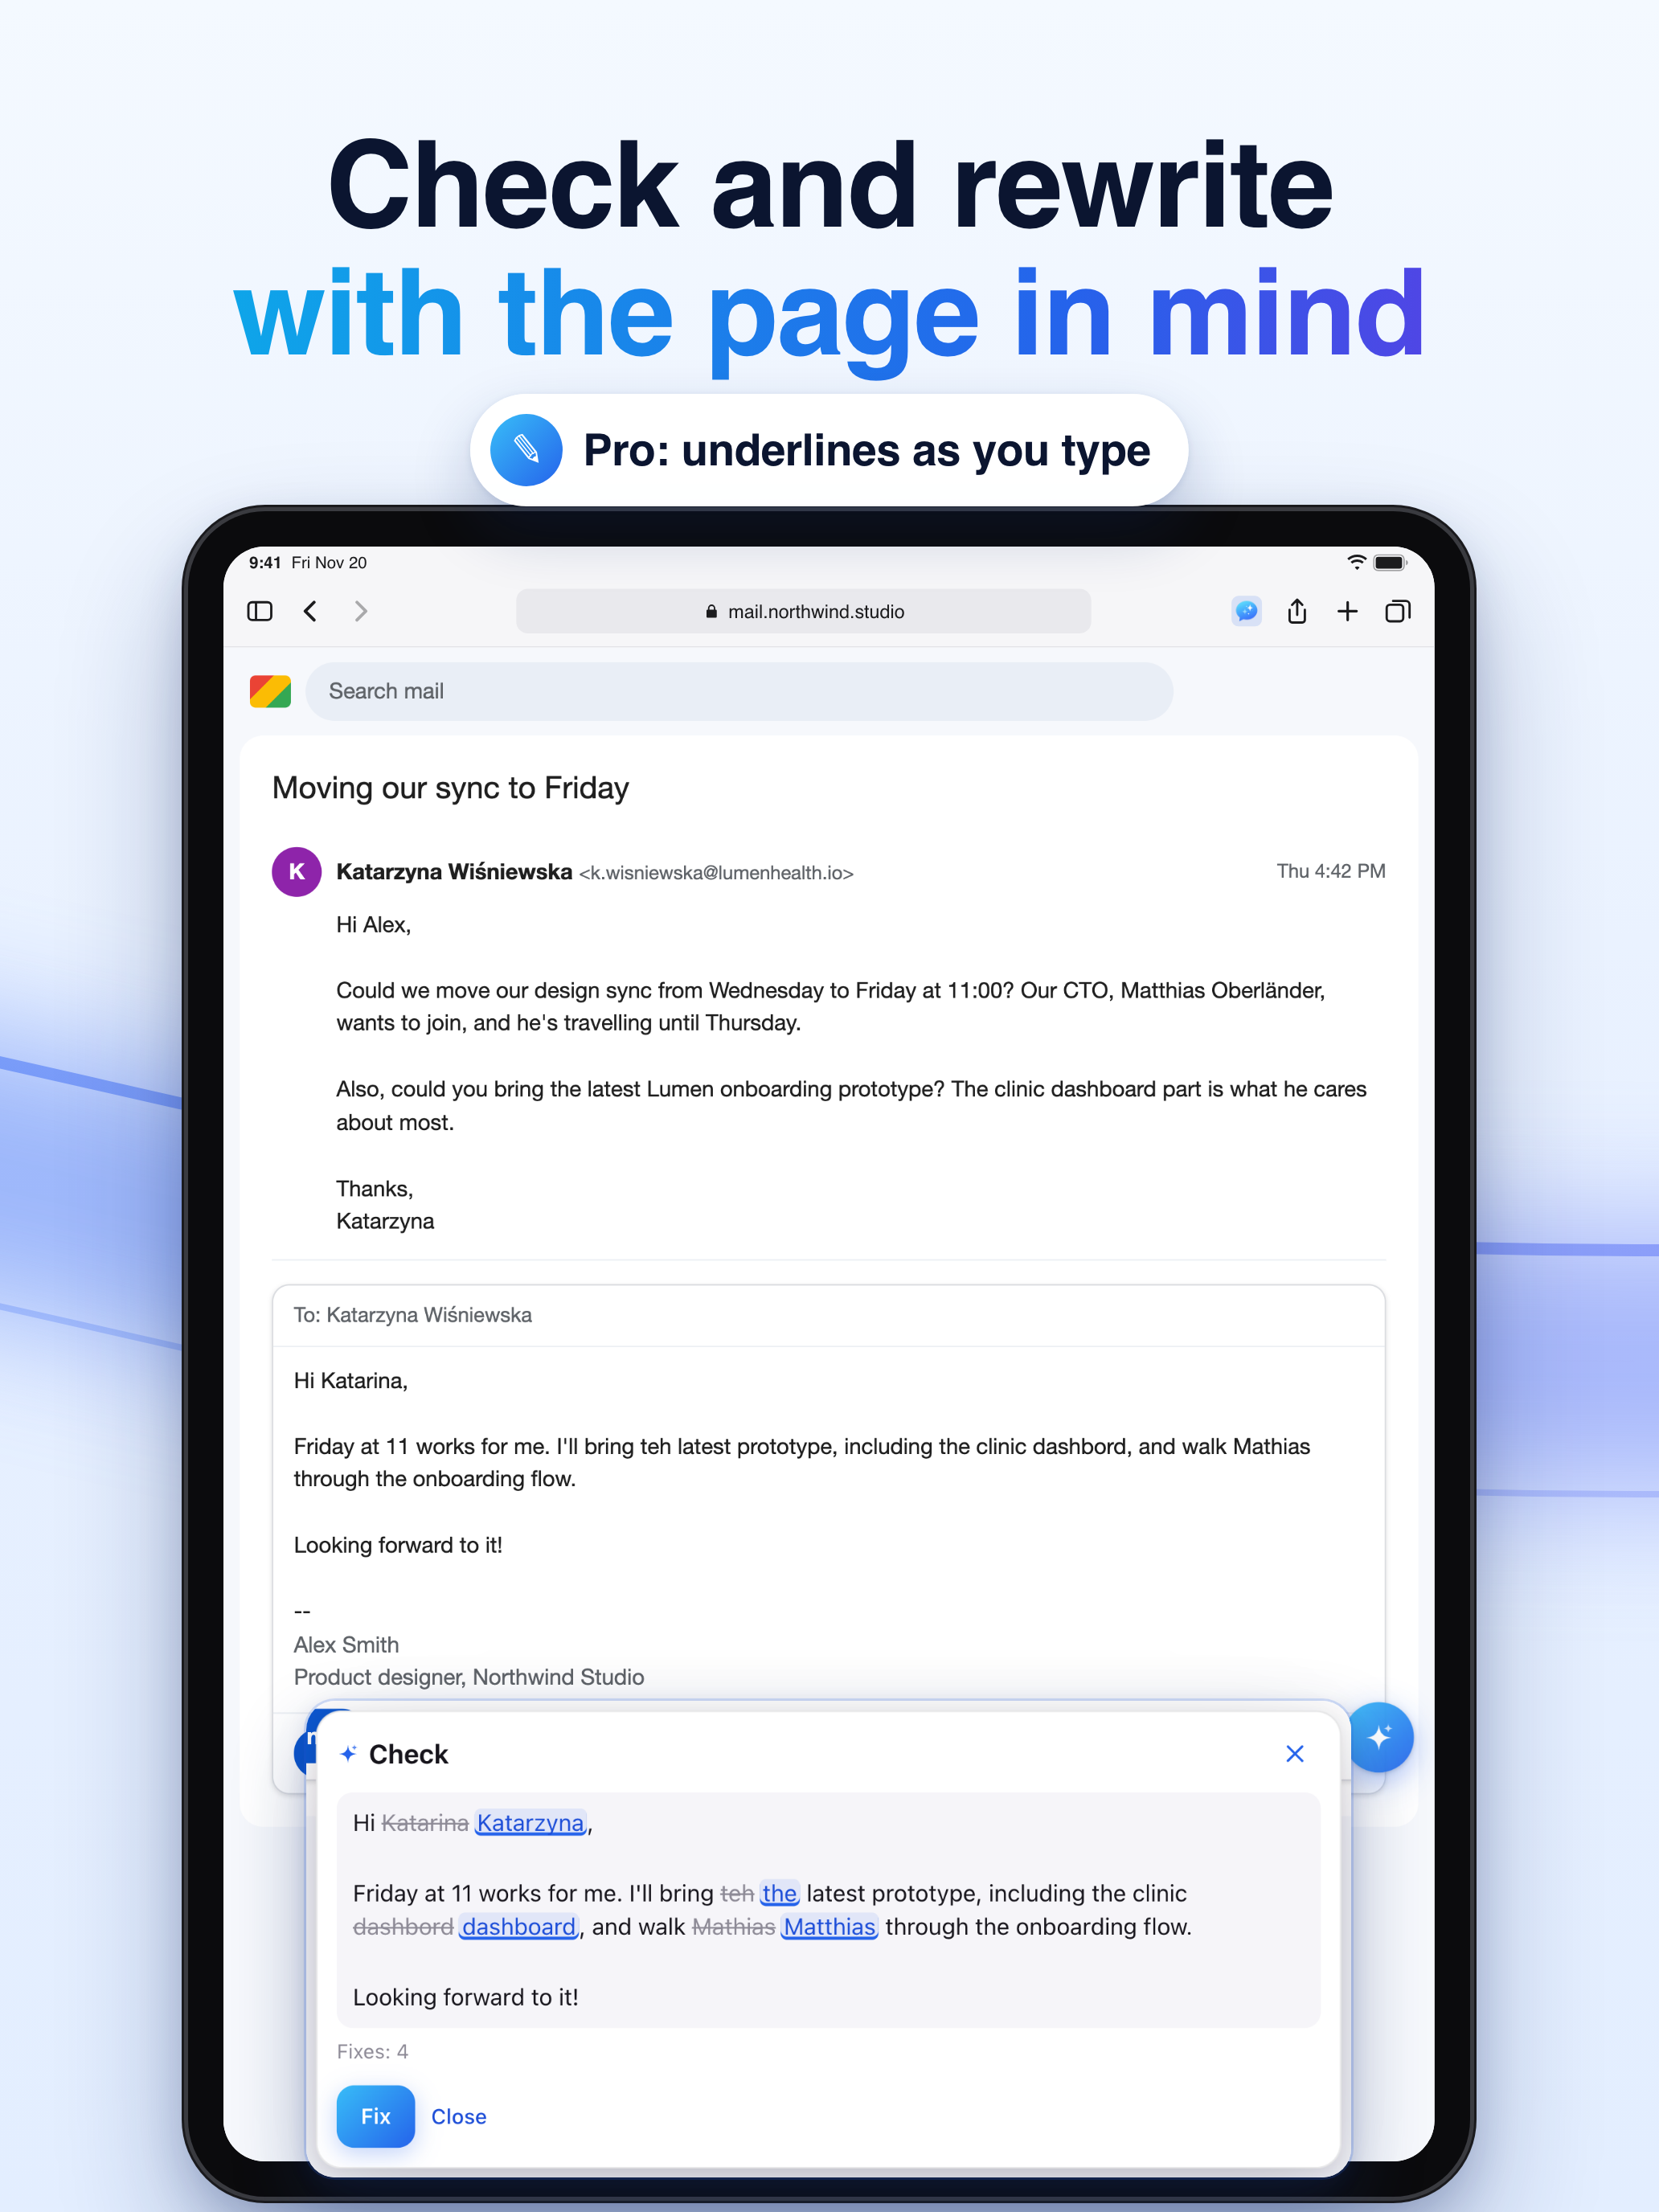 Check and rewrite
with the page in mind
Pro: underlines as you type
9:41 Fri Nov 20
mail.northwind.studio
Search mail
Moving our sync to Friday
K
Katarzyna Wiśniewska <k.wisniewska@lumenhealth.io>
Thu 4:42 PM
Hi Alex,
Could we move our design sync from Wednesday to Friday at 11:00? Our CTO, Matthias Oberländer,
wants to join, and he's travelling until Thursday.
Also, could you bring the latest Lumen onboarding prototype? The clinic dashboard part is what he cares
about most.
Thanks,
Katarzyna
To: Katarzyna Wiśniewska
Hi Katarina,
Friday at 11 works for me. I'll bring teh latest prototype, including the clinic dashbord, and walk Mathias
through the onboarding flow.
Looking forward to it!
--
Alex Smith
Product designer, Northwind Studio
Check
Hi Katarina Katarzyna,
Friday at 11 works for me. I'll bring teh the latest prototype, including the clinic
dashbord dashboard, and walk Mathias Matthias through the onboarding flow.
Looking forward to it!
Fixes: 4
Fix
Close